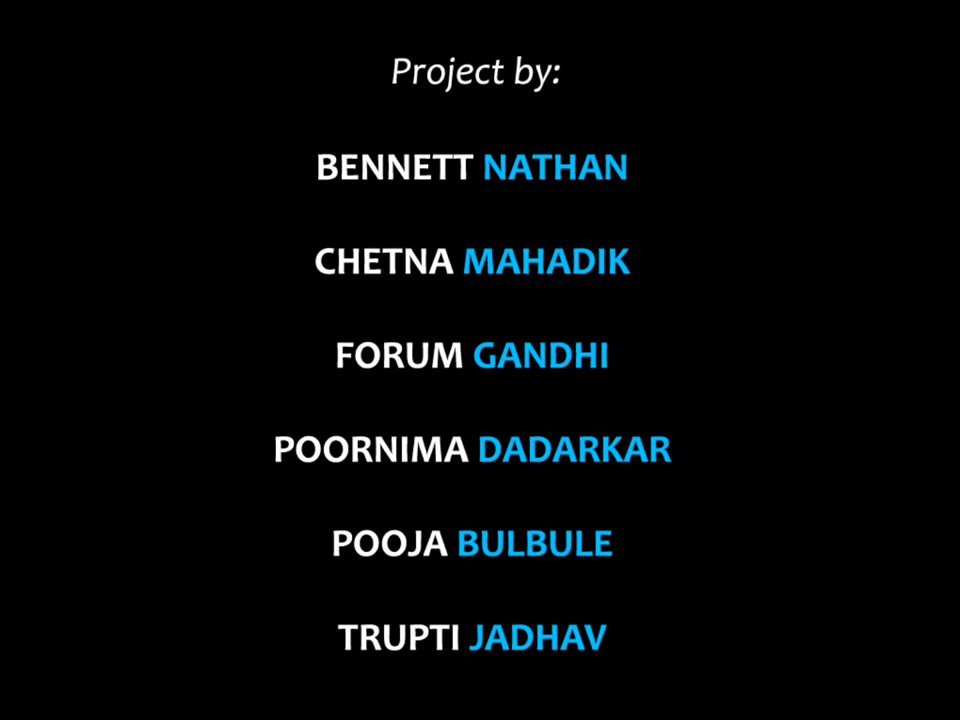 Project by:
BENNETT NATHAN
CHETNA MAHADIK
FORUM GANDHI
POORNIMA DADARKAR
POOJA BULBULE
TRUPTI JADHAV